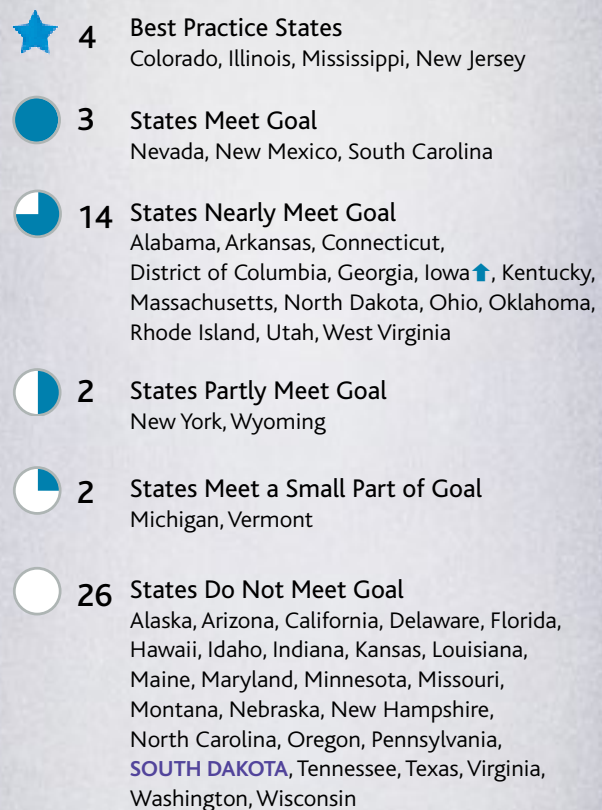 4 Best Practice States
Colorado, Illinois, Mississippi, New Jersey
3 States Meet Goal
Nevada, New Mexico, South Carolina
14 States Nearly Meet Goal
Alabama, Arkansas, Connecticut,
District of Columbia, Georgia, Iowa⬆, Kentucky,
Massachusetts, North Dakota, Ohio, Oklahoma,
Rhode Island, Utah, West Virginia
2 States Partly Meet Goal
New York, Wyoming
2 States Meet a Small Part of Goal
Michigan, Vermont
26 States Do Not Meet Goal
Alaska, Arizona, California, Delaware, Florida,
Hawaii, Idaho, Indiana, Kansas, Louisiana,
Maine, Maryland, Minnesota, Missouri,
Montana, Nebraska, New Hampshire,
North Carolina, Oregon, Pennsylvania,
SOUTH DAKOTA, Tennessee, Texas, Virginia,
Washington, Wisconsin